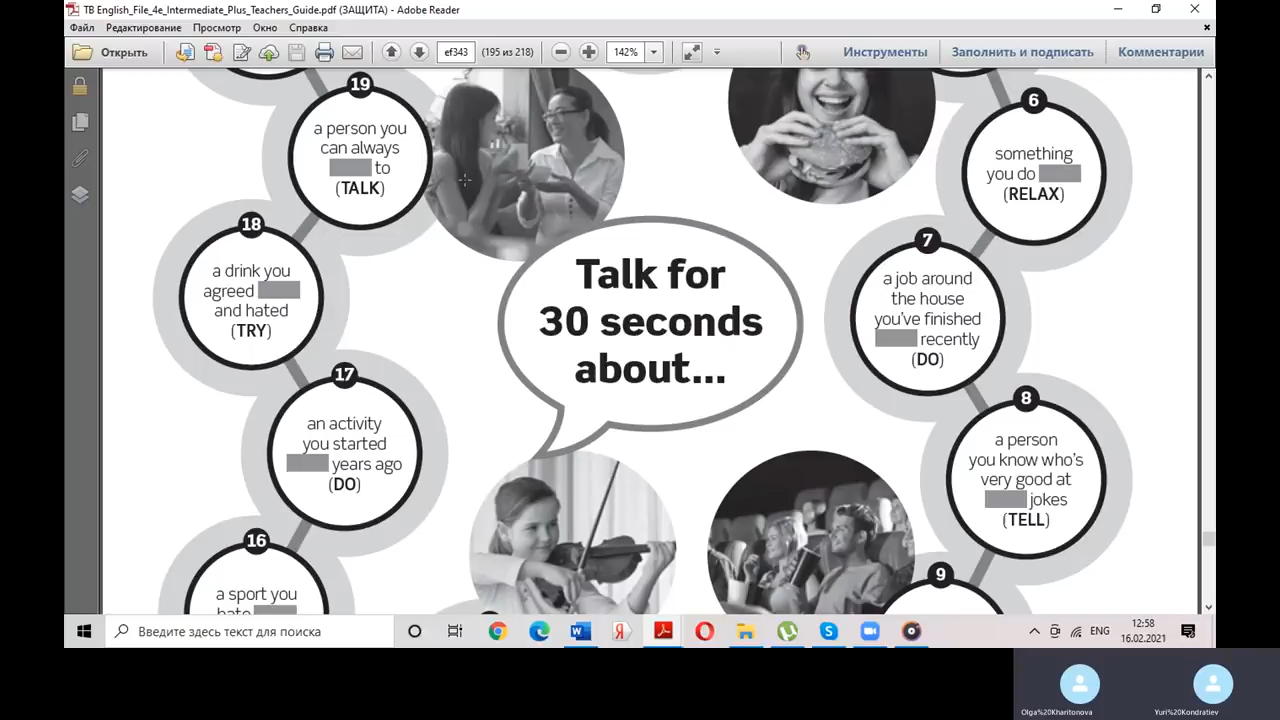 TB English_File_4e_Intermediate_Plus_Teachers_Guide.pdf (ЗАЩИТА) - Adobe Reader
Файл Редактирование Просмотр Окно Справка
Открыть
ef343
(195 из 218)
142%
Инструменты
Заполнить и подписать
Комментарии
19
a person you
can always
to
(TALK)
18
a drink you
agreed
and hated
(TRY)
17
an activity
you started
years ago
(DO)
16
a sport you
hate
Talk for
30 seconds
about...
6
something
you do
(RELAX)
7
a job around
the house
you've finished
recently
(DO)
8
a person
you know who's
very good at
jokes
(TELL)
9
Введите здесь текст для поиска
ENG
12:58
16.02.2021
Olga%20Kharitonova
Yuri%20Kondratiev